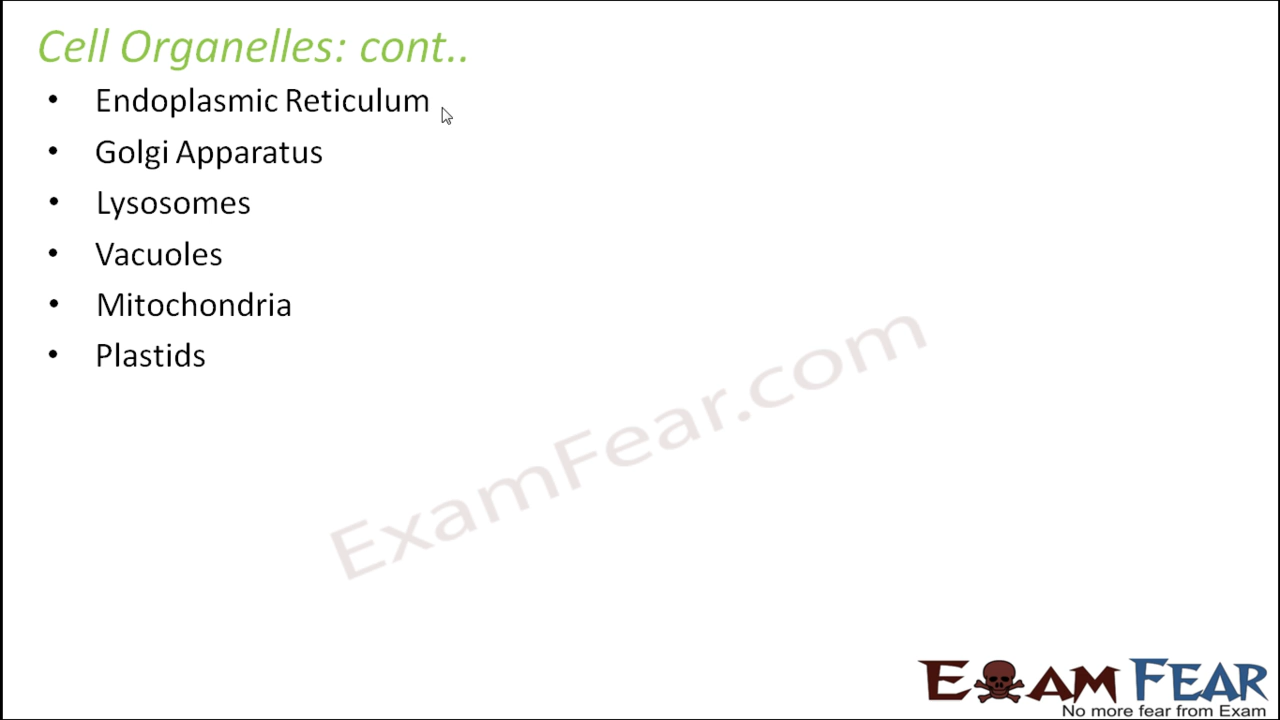 Cell Organelles: cont..
• Endoplasmic Reticulum
• Golgi Apparatus
• Lysosomes
• Vacuoles
• Mitochondria
• Plastids
ExamFear.com
EXAM FEAR
No more fear from Exam